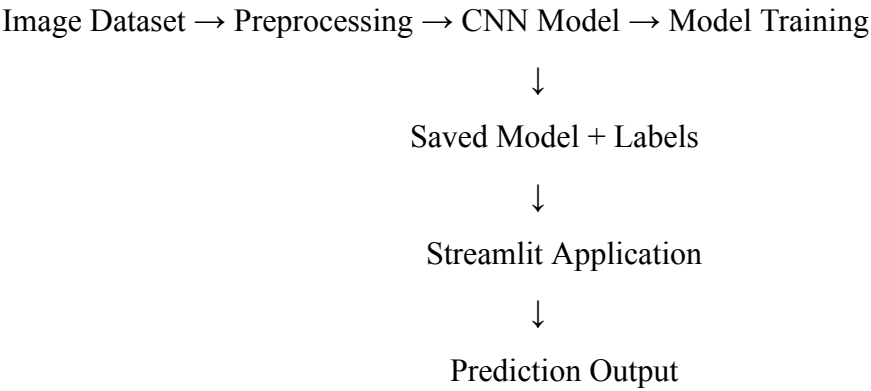 Image Dataset → Preprocessing → CNN Model → Model Training
↓
Saved Model + Labels
↓
Streamlit Application
↓
Prediction Output